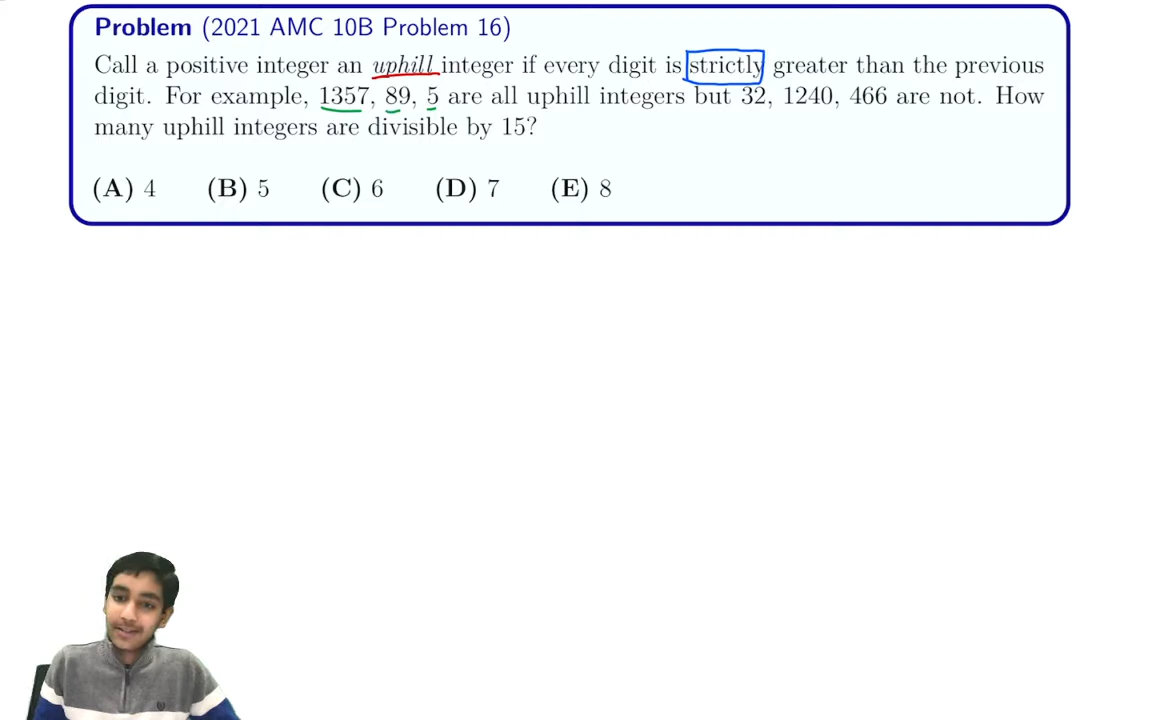 Problem (2021 AMC 10B Problem 16)
Call a positive integer an uphill integer if every digit is strictly greater than the previous
digit. For example, 1357, 89, 5 are all uphill integers but 32, 1240, 466 are not. How
many uphill integers are divisible by 15?
(A) 4 (B) 5 (C) 6 (D) 7 (E) 8